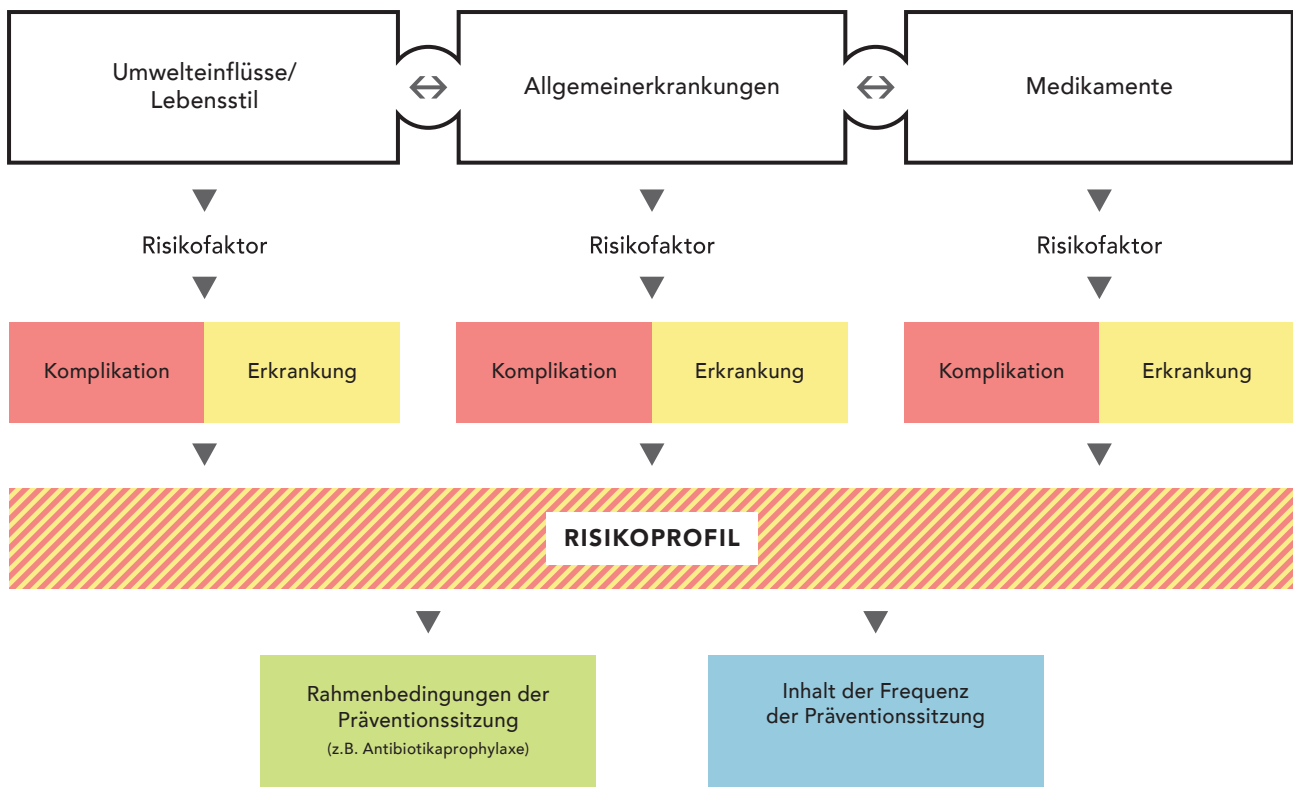 Umwelteinflüsse/
Lebensstil
Allgemeinerkrankungen
Medikamente
Risikofaktor
Risikofaktor
Risikofaktor
Komplikation
Erkrankung
Komplikation
Erkrankung
Komplikation
Erkrankung
RISIKOPROFIL
Rahmenbedingungen der
Präventionssitzung
(z.B. Antibiotikaprophylaxe)
Inhalt der Frequenz
der Präventionssitzung